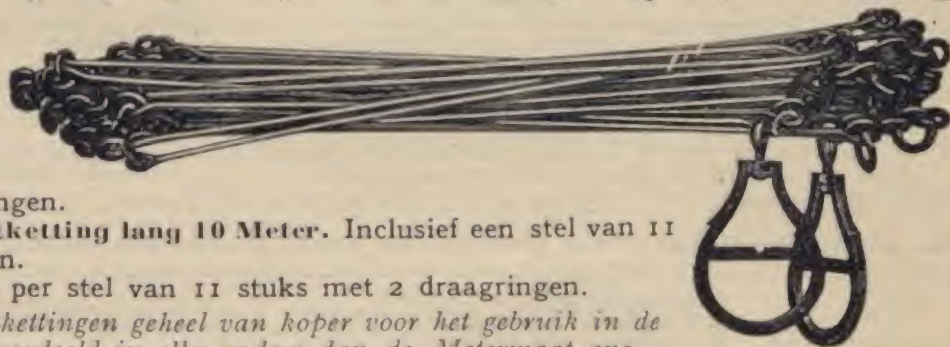 ngen.
ketting lang 10 Meter. Inclusief een stel van 11
n.
per stel van 11 stuks met 2 draagringen.
kettingen geheel van koper voor het gebruik in de